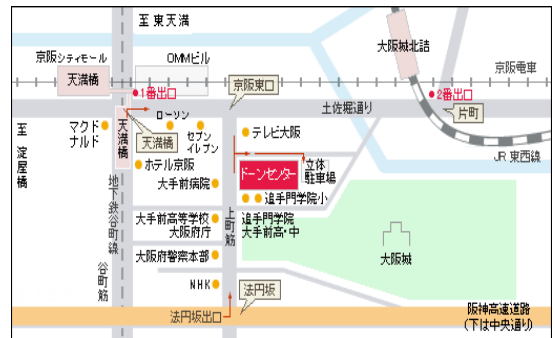 至 東天満
京阪シティモール
天満橋
OMMビル
大阪城北詰
京阪電車
1番出口
京阪東口
2番出口
土佐堀通り
片町
至 淀屋橋
マクド
ナルド
天満橋
ローソン
セブン
イレブン
天満橋
テレビ大阪
JR 東西線
ホテル京阪
ドーンセンター
立体
駐車場
大手前病院
追手門学院小
地下鉄谷町線
大手前高等学校
大阪府庁
上町筋
追手門学院
大手前高・中
大阪城
大阪府警察本部
谷町筋
NHK
法円坂
法円坂出口
阪神高速道路
(下は中央通り)